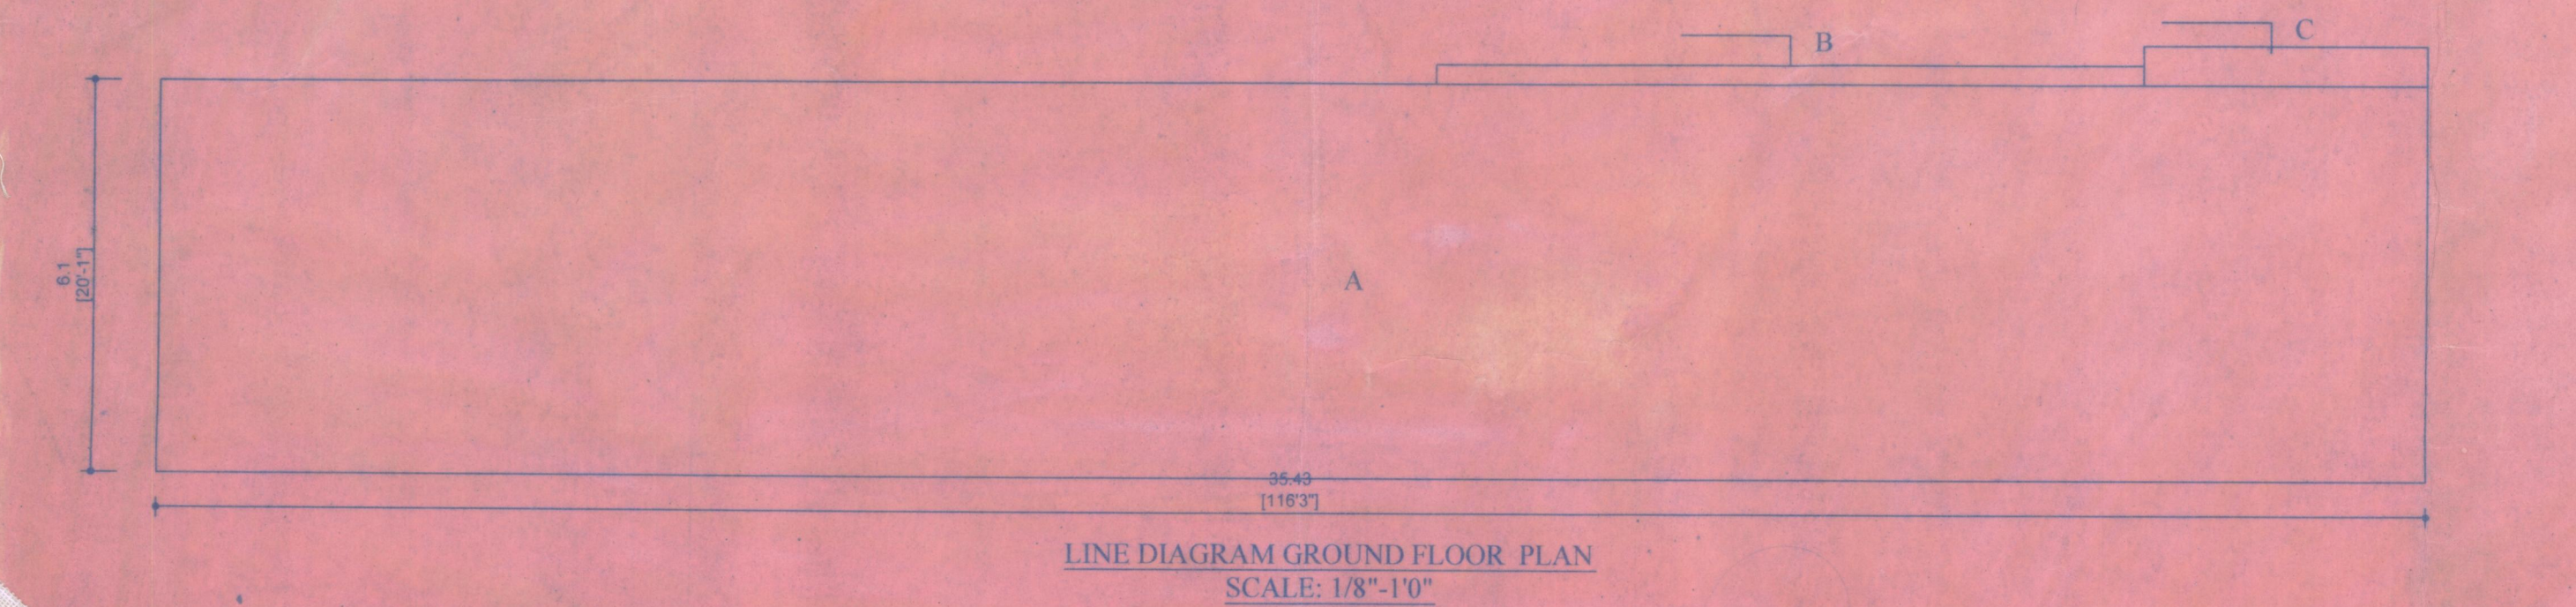 B
C
6.1
[20'-1"]
A
35.43
[116'3"]
LINE DIAGRAM GROUND FLOOR PLAN
SCALE: 1/8"-1'0"